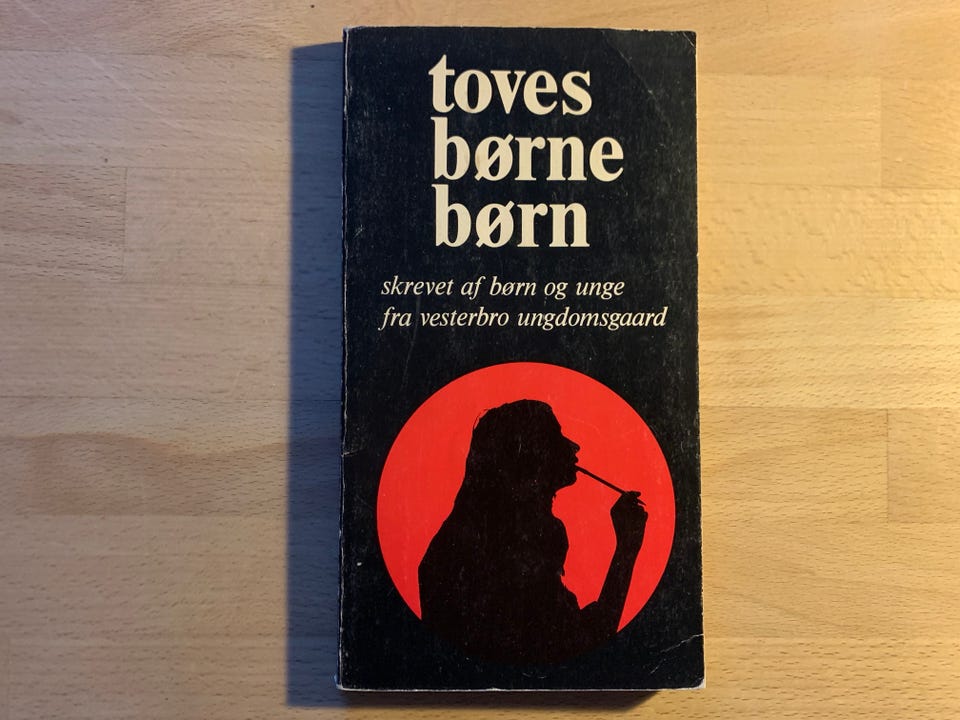 toves
børne
børn
skrevet af børn og unge
fra vesterbro ungdomsgaard